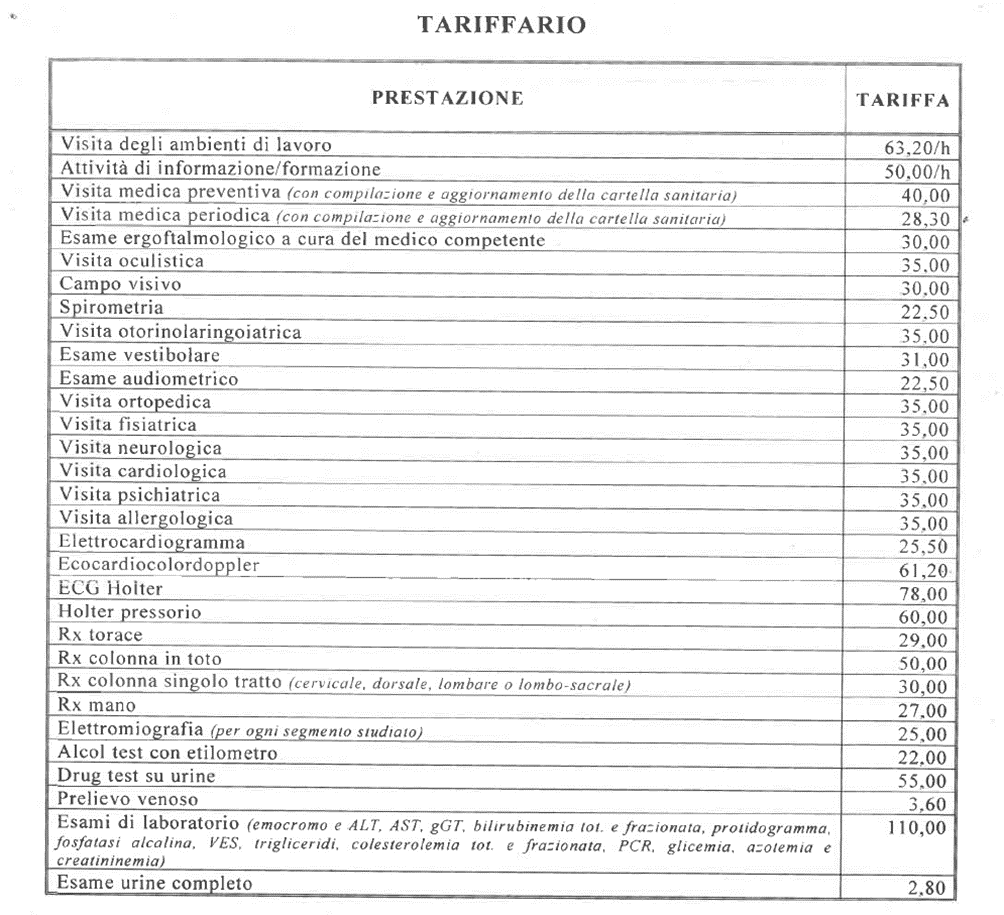 TARIFFARIO
PRESTAZIONE TARIFFA
Visita degli ambienti di lavoro 63,20/h
Attività di informazione/formazione 50,00/h
Visita medica preventiva (con compilazione e aggiornamento della cartella sanitaria) 40,00
Visita medica periodica (con compilazione e aggiornamento della cartella sanitaria) 28,30
Esame ergoftalmologico a cura del medico competente 30,00
Visita oculistica 35,00
Campo visivo 30,00
Spirometria 22,50
Visita otorinolaringoiatrica 35,00
Esame vestibolare 31,00
Esame audiometrico 22,50
Visita ortopedica 35,00
Visita fisiatrica 35,00
Visita neurologica 35,00
Visita cardiologica 35,00
Visita psichiatrica 35,00
Visita allergologica 35,00
Elettrocardiogramma 25,50
Ecocardiocolordoppler 61,20
ECG Holter 78,00
Holter pressorio 60,00
Rx torace 29,00
Rx colonna in toto 50,00
Rx colonna singolo tratto (cervicale, dorsale, lombare o lombo-sacrale) 30,00
Rx mano 27,00
Elettromiografia (per ogni segmento studiato) 25,00
Alcol test con etilometro 22,00
Drug test su urine 55,00
Prelievo venoso 3,60
Esami di laboratorio (emocromo e ALT, AST, gGT, bilirubinemia tot. e frazionata, protidogramma, 110,00
fosfatasi alcalina, VES, trigliceridi, colesterolemia tot. e frazionata, PCR, glicemia, azotemia e
creatininemia)
Esame urine completo 2,80